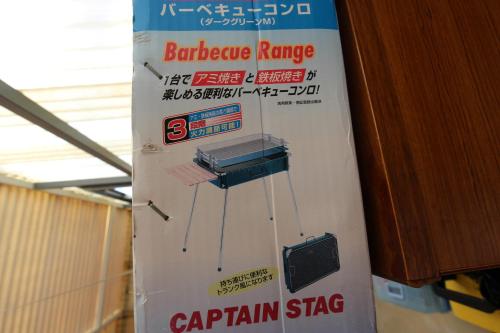 バーベキューコンロ
(ダークグリーンM)
Barbecue Range
1台でアミ焼きと鉄板焼きが
楽しめる便利なバーベキューコンロ!
3段階
火力調節可能!
持ち運びに便利な
トランク風になります
CAPTAIN STAG